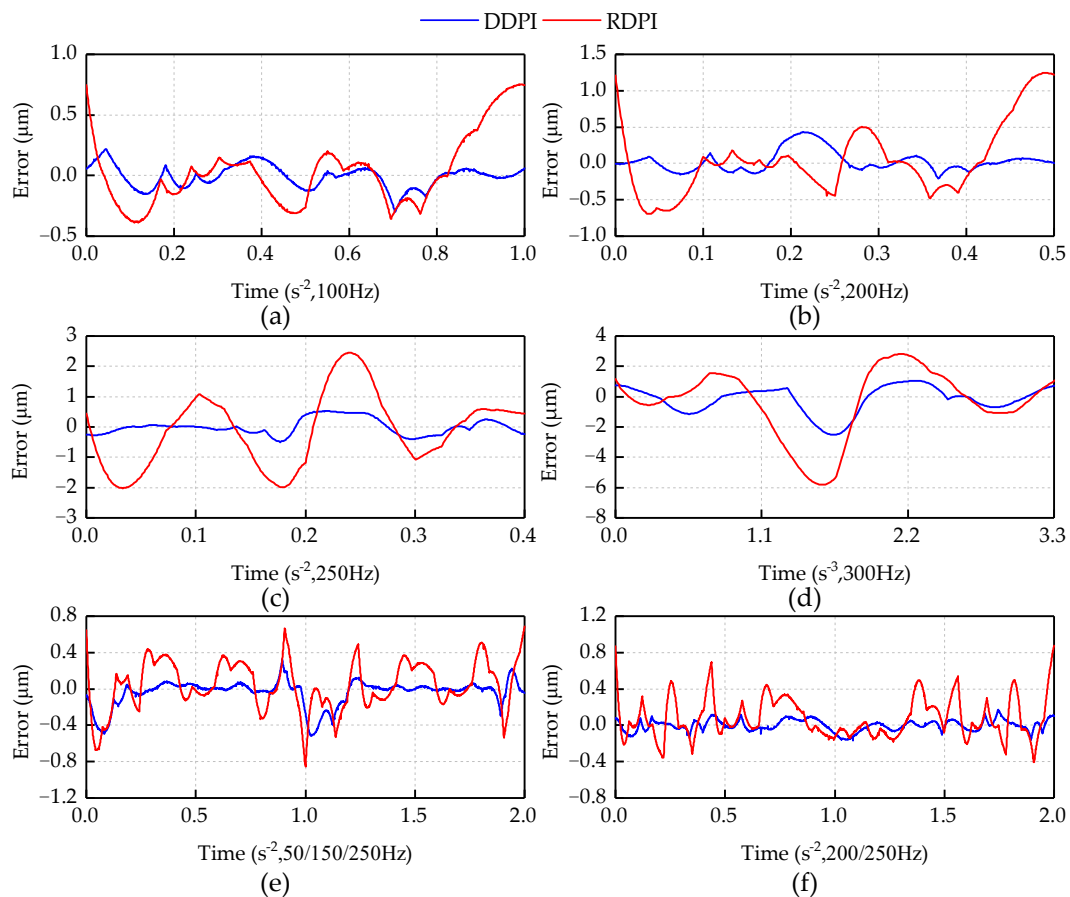 DDPI RDPI
1.0
0.5
0.0
−0.5
Error (μm)
0.0 0.2 0.4 0.6 0.8 1.0
Time (s⁻²,100Hz)
(a)
1.5
1.0
0.5
0.0
−0.5
−1.0
Error (μm)
0.0 0.1 0.2 0.3 0.4 0.5
Time (s⁻²,200Hz)
(b)
3
2
1
0
−1
−2
−3
Error (μm)
0.0 0.1 0.2 0.3 0.4
Time (s⁻²,250Hz)
(c)
4
2
0
−2
−4
−6
−8
Error (μm)
0.0 1.1 2.2 3.3
Time (s⁻³,300Hz)
(d)
0.8
0.4
0.0
−0.4
−0.8
−1.2
Error (μm)
0.0 0.5 1.0 1.5 2.0
Time (s⁻²,50/150/250Hz)
(e)
1.2
0.8
0.4
0.0
−0.4
−0.8
Error (μm)
0.0 0.5 1.0 1.5 2.0
Time (s⁻²,200/250Hz)
(f)